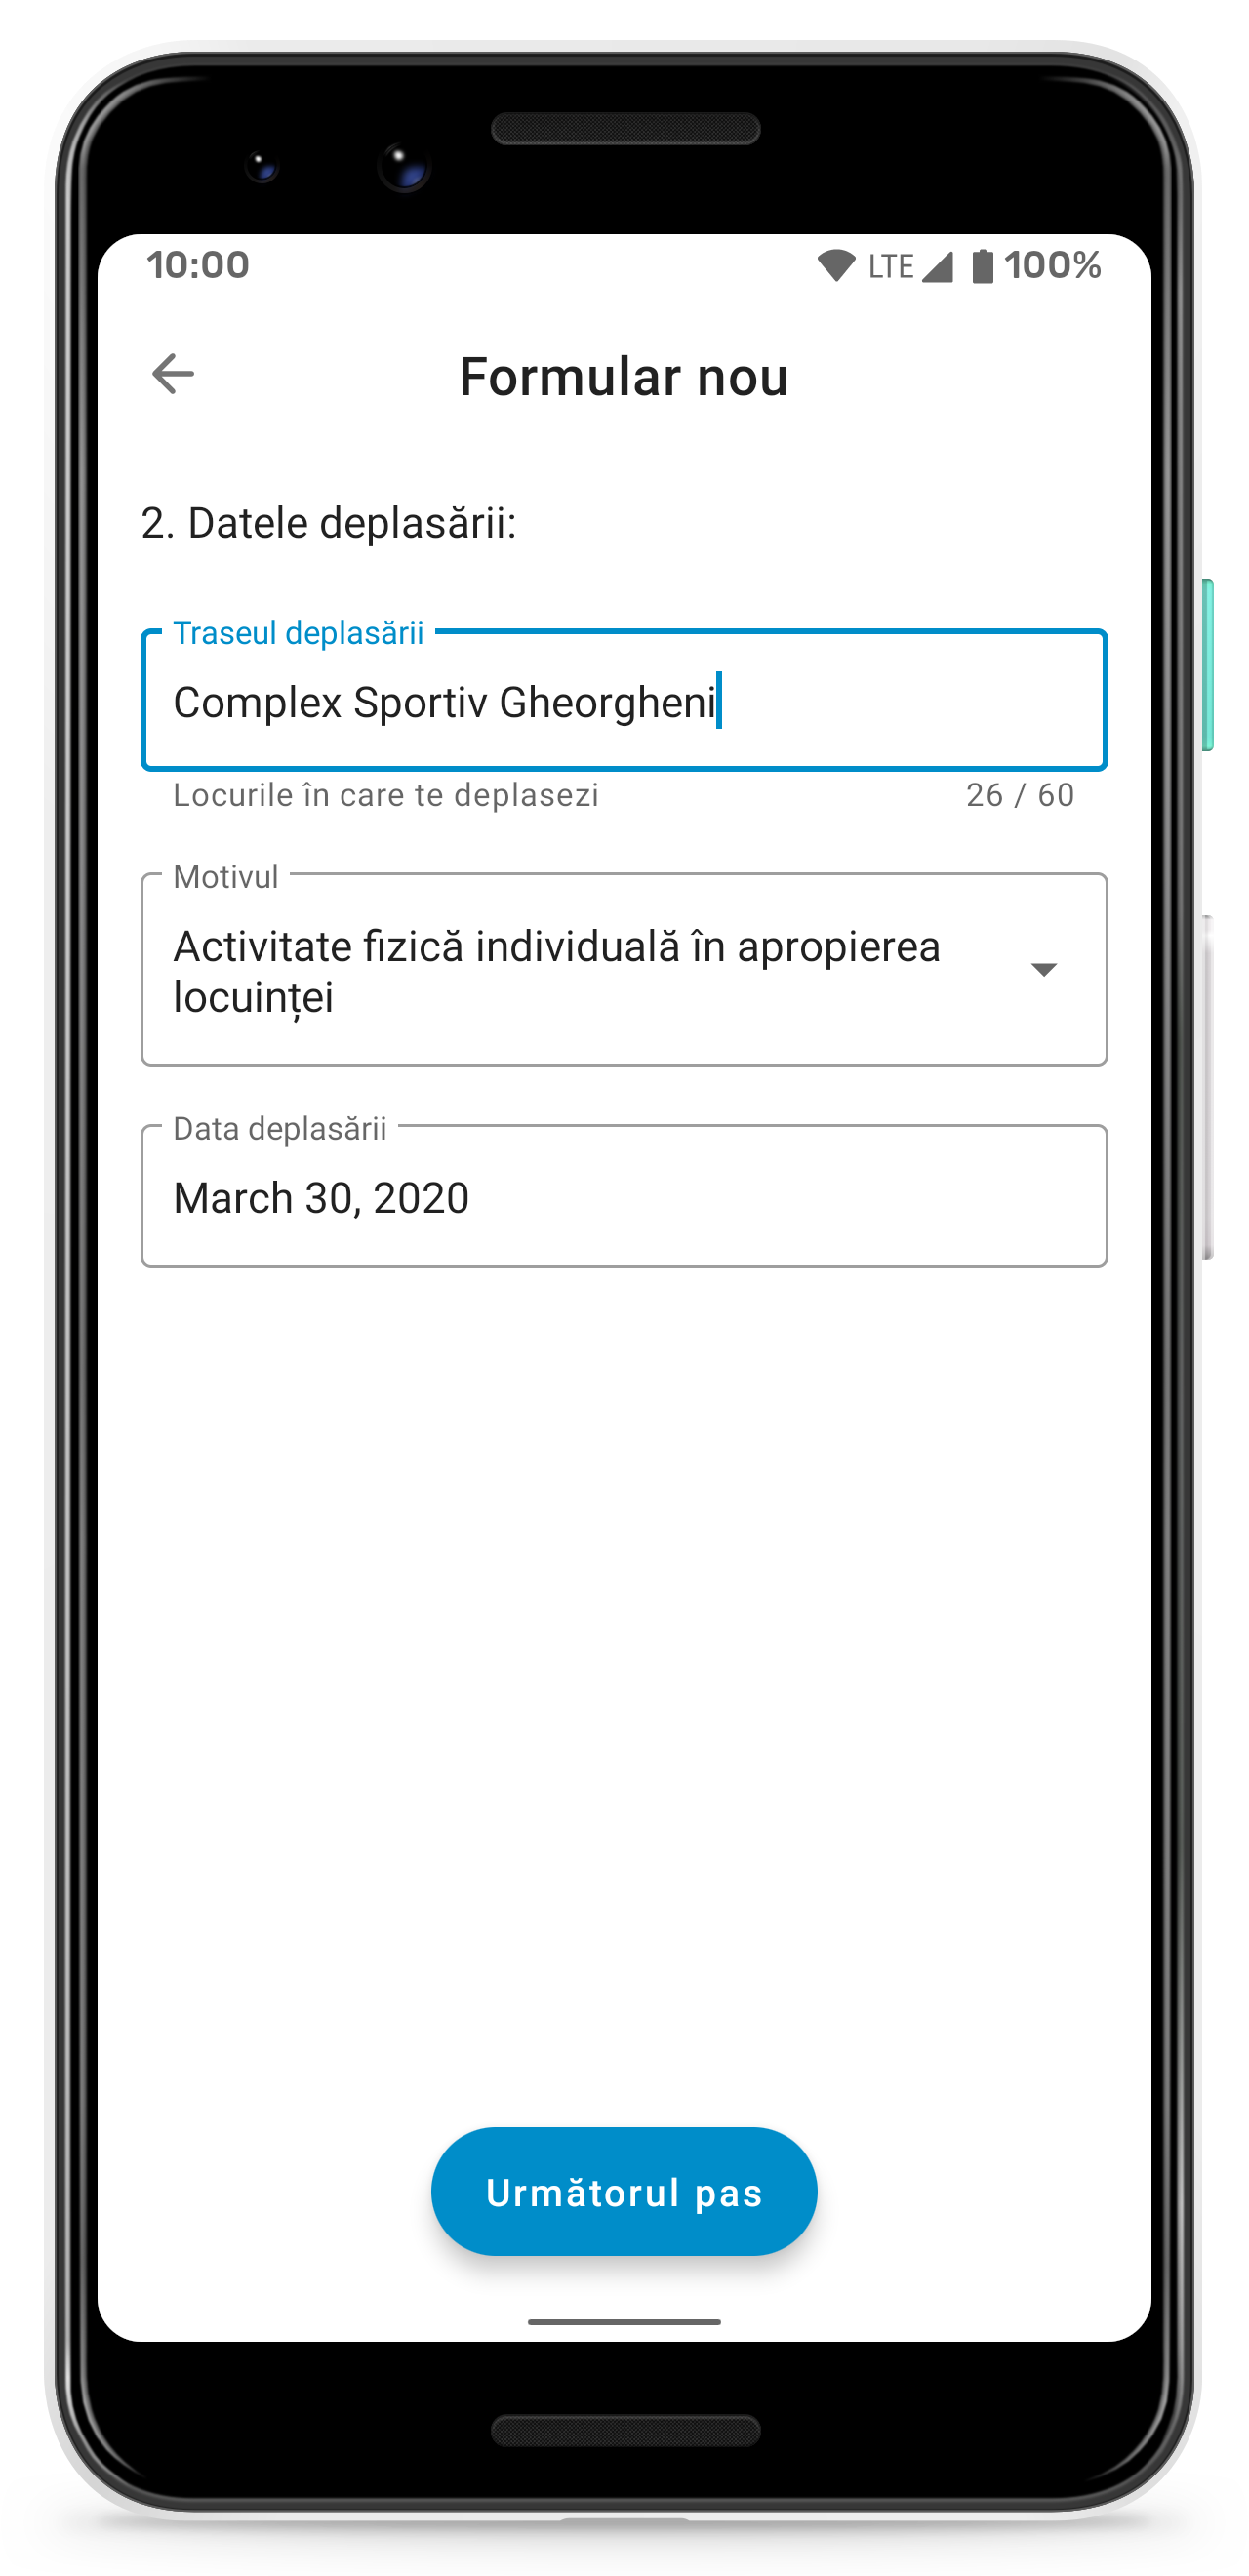 10:00 LTE 100%
Formular nou
2. Datele deplasării:
Traseul deplasării
Complex Sportiv Gheorgheni
Locurile în care te deplasezi 26 / 60
Motivul
Activitate fizică individuală în apropierea
locuinței
Data deplasării
March 30, 2020
Următorul pas